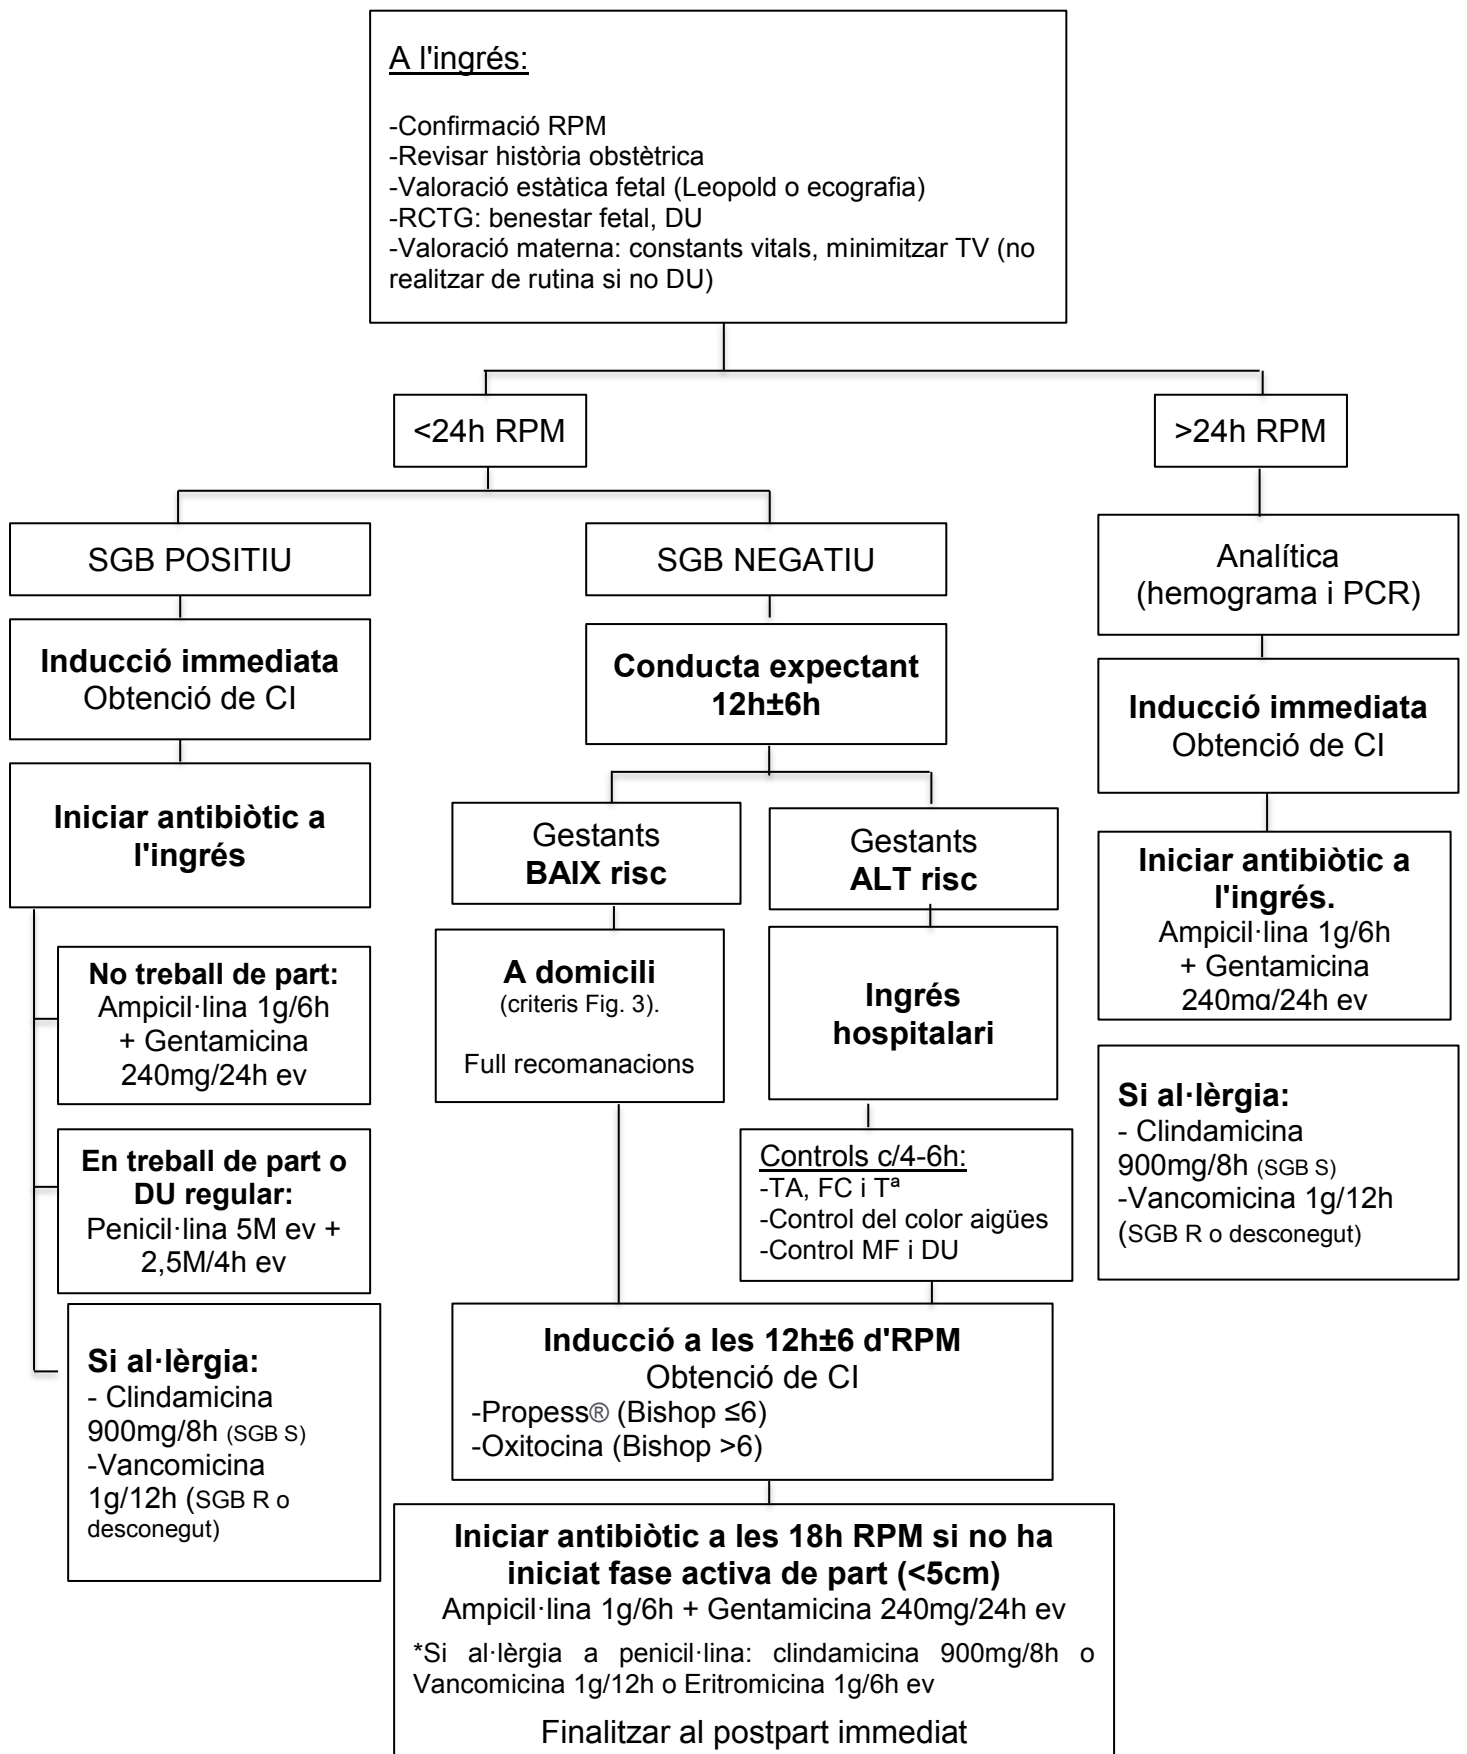 A l'ingrés:
-Confirmació RPM
-Revisar història obstètrica
-Valoració estàtica fetal (Leopold o ecografia)
-RCTG: benestar fetal, DU
-Valoració materna: constants vitals, minimitzar TV (no
realitzar de rutina si no DU)
<24h RPM
>24h RPM
SGB POSITIU
SGB NEGATIU
Analítica
(hemograma i PCR)
Inducció immediata
Obtenció de CI
Conducta expectant
12h±6h
Inducció immediata
Obtenció de CI
Iniciar antibiòtic a
l'ingrés
Gestants
BAIX risc
Gestants
ALT risc
Iniciar antibiòtic a
l'ingrés.
Ampicil·lina 1g/6h
+ Gentamicina
240mg/24h ev
No treball de part:
Ampicil·lina 1g/6h
+ Gentamicina
240mg/24h ev
A domicili
(criteris Fig. 3).
Full recomanacions
Ingrés
hospitalari
Si al·lèrgia:
- Clindamicina
900mg/8h (SGB S)
-Vancomicina 1g/12h
(SGB R o desconegut)
En treball de part o
DU regular:
Penicil·lina 5M ev +
2,5M/4h ev
Controls c/4-6h:
-TA, FC i Tª
-Control del color aigües
-Control MF i DU
Si al·lèrgia:
- Clindamicina
900mg/8h (SGB S)
-Vancomicina
1g/12h (SGB R o
desconegut)
Inducció a les 12h±6 d'RPM
Obtenció de CI
-Propess® (Bishop ≤6)
-Oxitocina (Bishop >6)
Iniciar antibiòtic a les 18h RPM si no ha
iniciat fase activa de part (<5cm)
Ampicil·lina 1g/6h + Gentamicina 240mg/24h ev
*Si al·lèrgia a penicil·lina: clindamicina 900mg/8h o
Vancomicina 1g/12h o Eritromicina 1g/6h ev
Finalitzar al postpart immediat